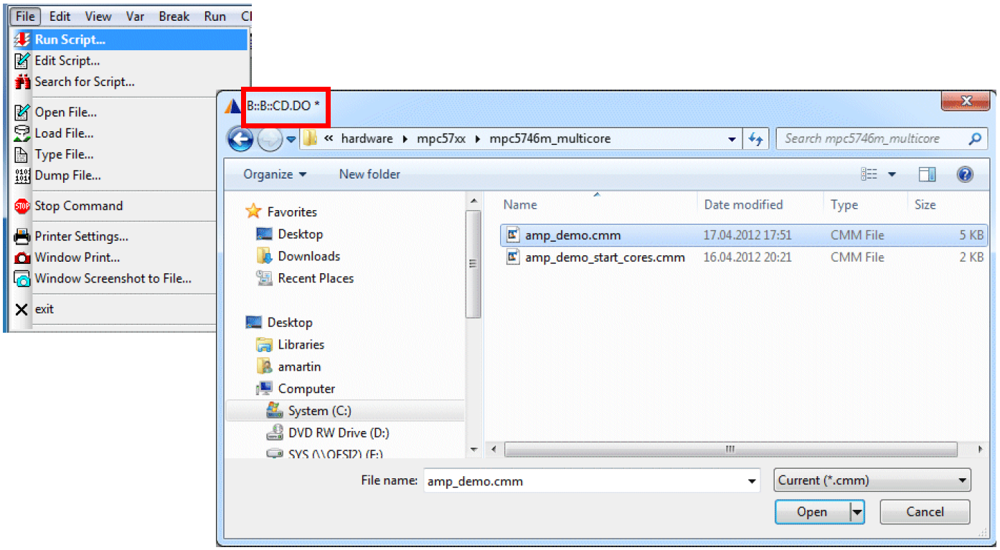 File Edit View Var Break Run Cl
Run Script...
Edit Script...
Search for Script...
Open File...
Load File...
Type File...
Dump File...
STOP Stop Command
Printer Settings...
Window Print...
Window Screenshot to File...
exit
B::B::CD.DO *
« hardware mpc57xx mpc5746m_multicore Search mpc5746m_multicore
Organize New folder
Favorites
Desktop
Downloads
Recent Places
Desktop
Libraries
amartin
Computer
System (C:)
DVD RW Drive (D:)
Name Date modified Type Size
amp_demo.cmm 17.04.2012 17:51 CMM File 5 KB
amp_demo_start_cores.cmm 16.04.2012 20:21 CMM File 2 KB
File name: amp_demo.cmm Current (*.cmm)
Open Cancel